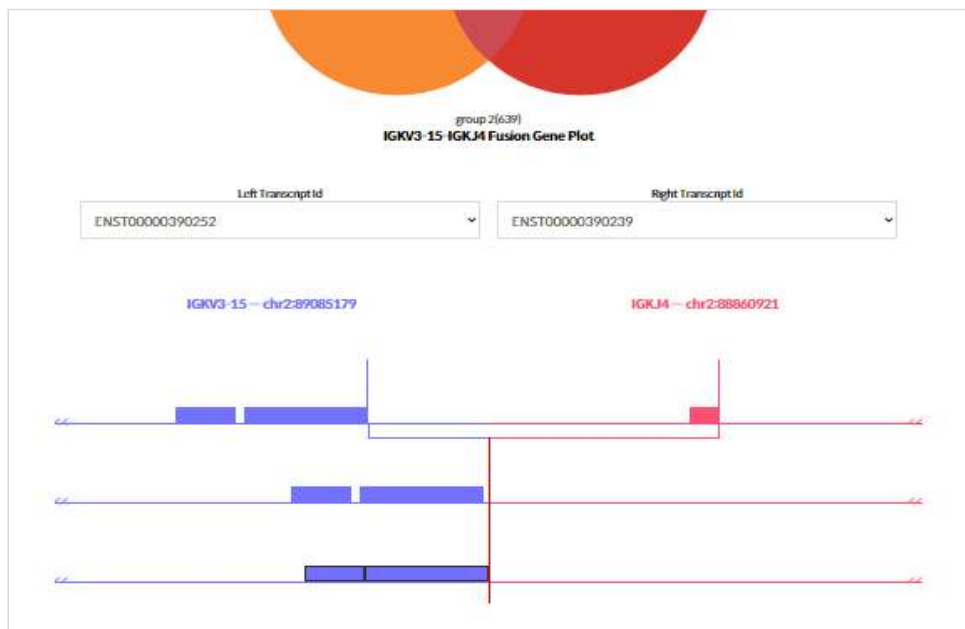 group 2(639)
IGKV3-15-IGKJ4 Fusion Gene Plot
Left Transcript Id Right Transcript Id
ENST00000390252 ENST00000390239
IGKV3-15 -- chr2:89085179 IGKJ4 -- chr2:88860921